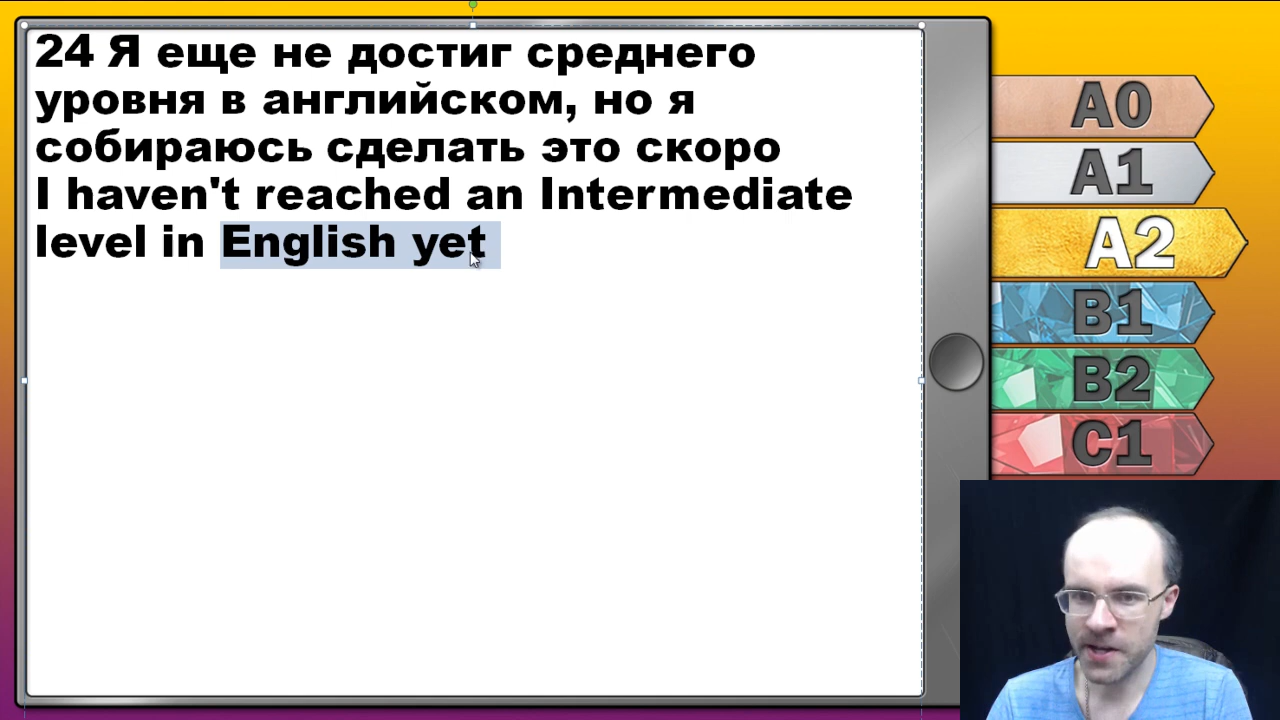 24 Я еще не достиг среднего
уровня в английском, но я
собираюсь сделать это скоро
I haven't reached an Intermediate
level in English yet
A0
A1
A2
B1
B2
C1